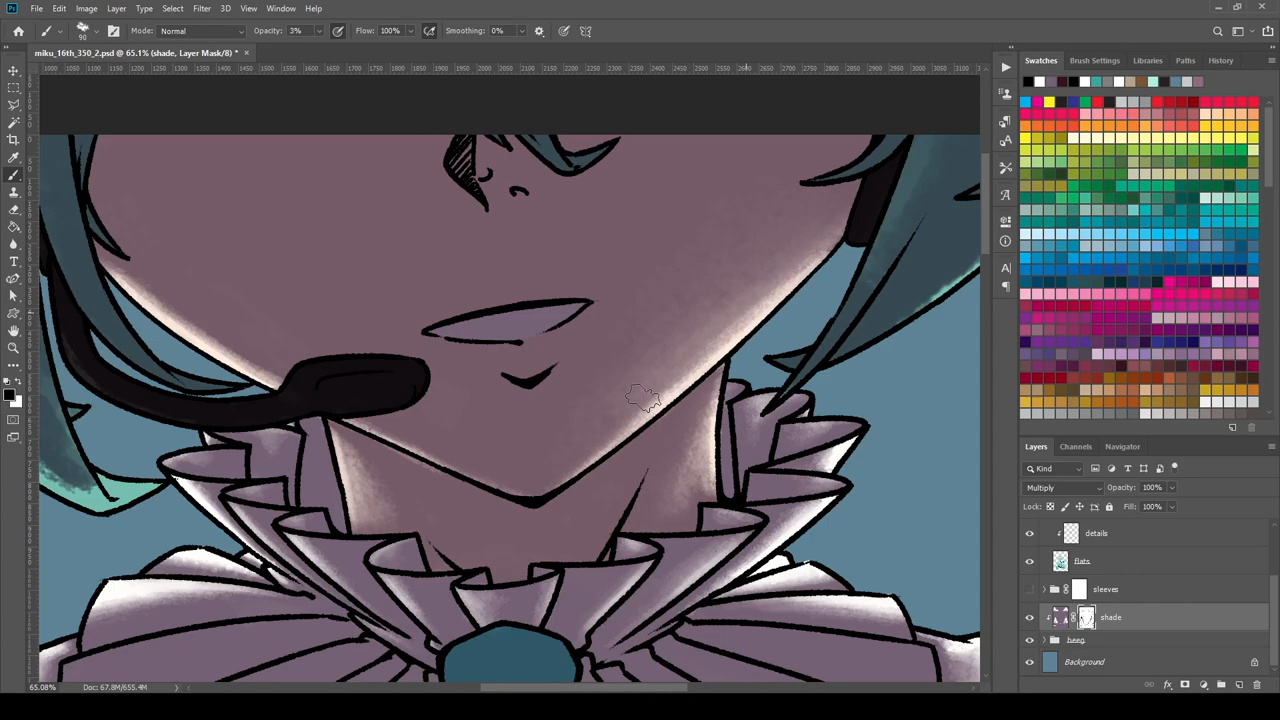 File Edit Image Layer Type Select Filter 3D View Window Help
90 Mode: Normal Opacity: 3% Flow: 100% Smoothing: 0%
miku_16th_350_2.psd @ 65.1% (shade, Layer Mask/8) * ×
Swatches Brush Settings Libraries Paths History
Layers Channels Navigator
Kind
Multiply Opacity: 100%
Lock: Fill: 100%
details
flats
sleeves
shade
heeg
Background
65.08% Doc: 67.8M/655.4M